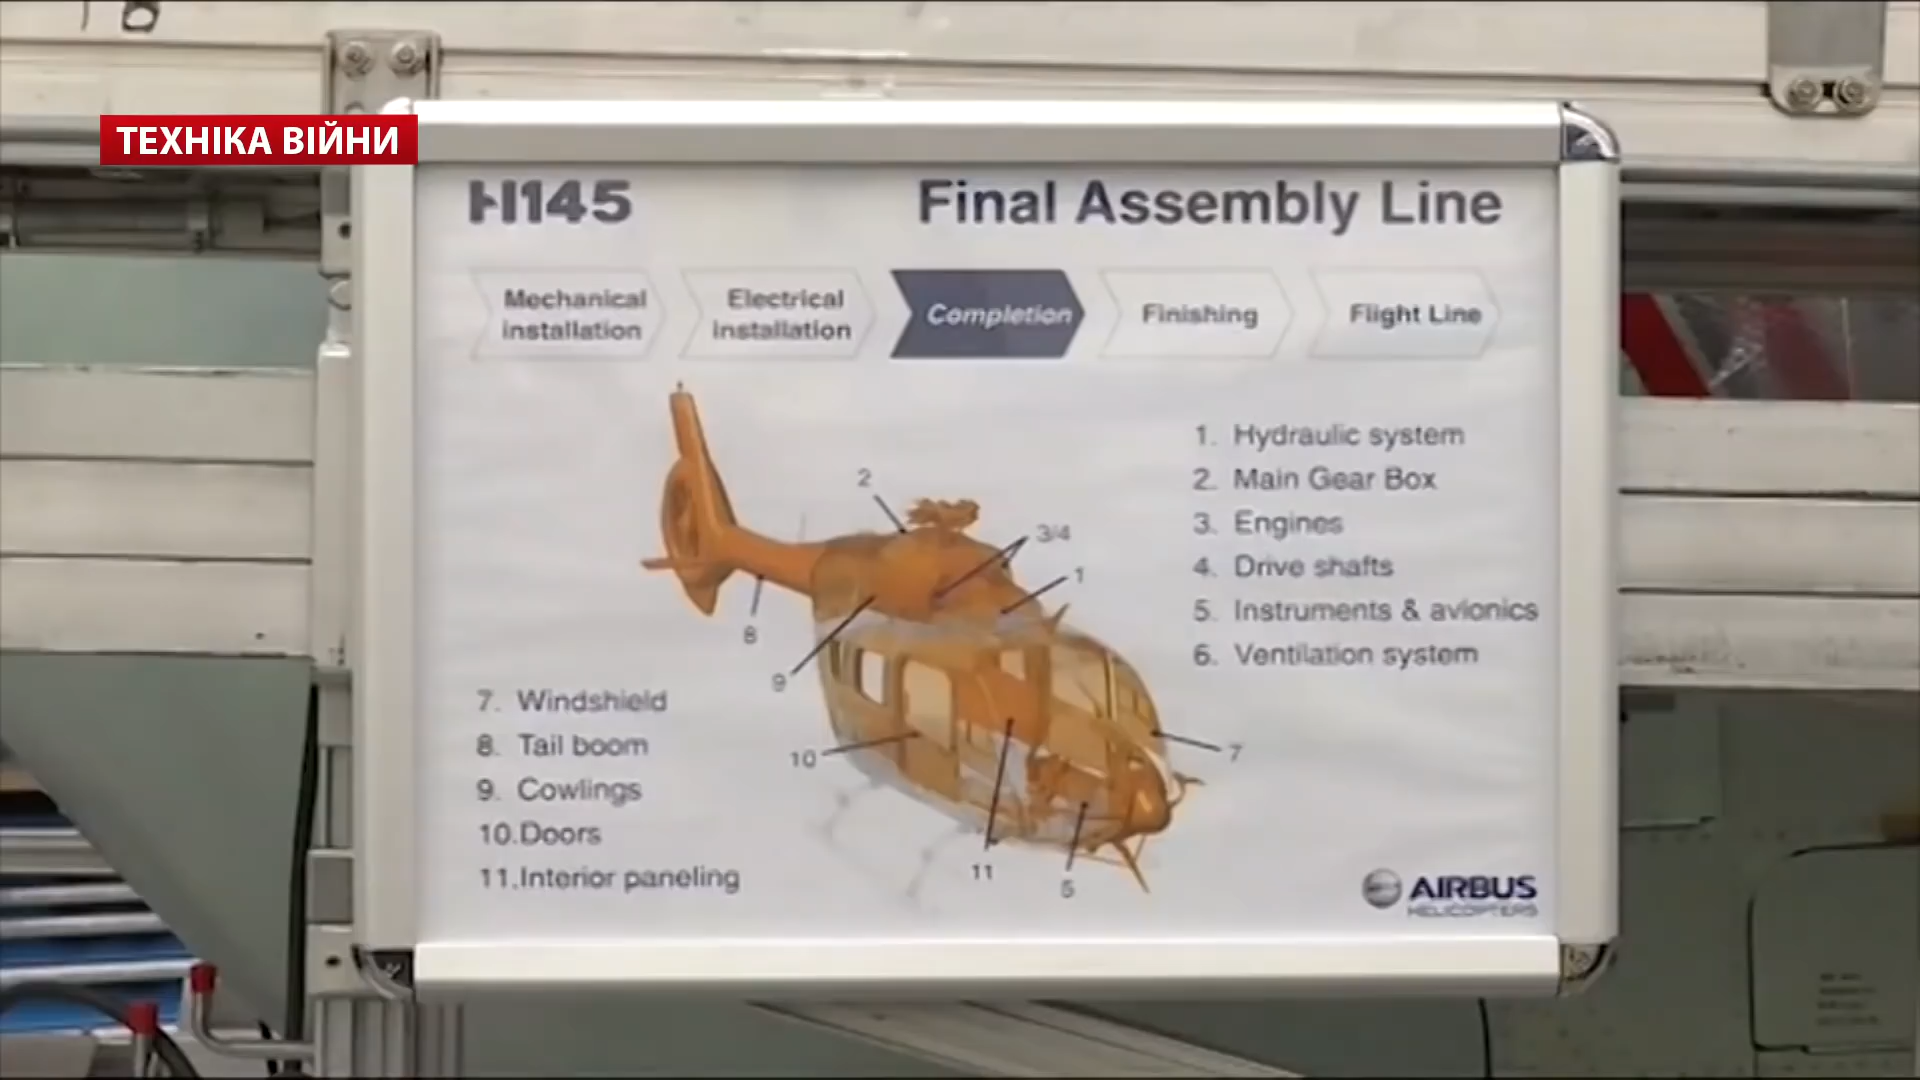 ТЕХНІКА ВІЙНИ
H145
Final Assembly Line
Mechanical
installation
Electrical
installation
Completion
Finishing
Flight Line
1. Hydraulic system
2. Main Gear Box
3. Engines
4. Drive shafts
5. Instruments & avionics
6. Ventilation system
2
3/4
1
8
9
10
7
11
5
7. Windshield
8. Tail boom
9. Cowlings
10.Doors
11.Interior paneling
AIRBUS
HELICOPTERS